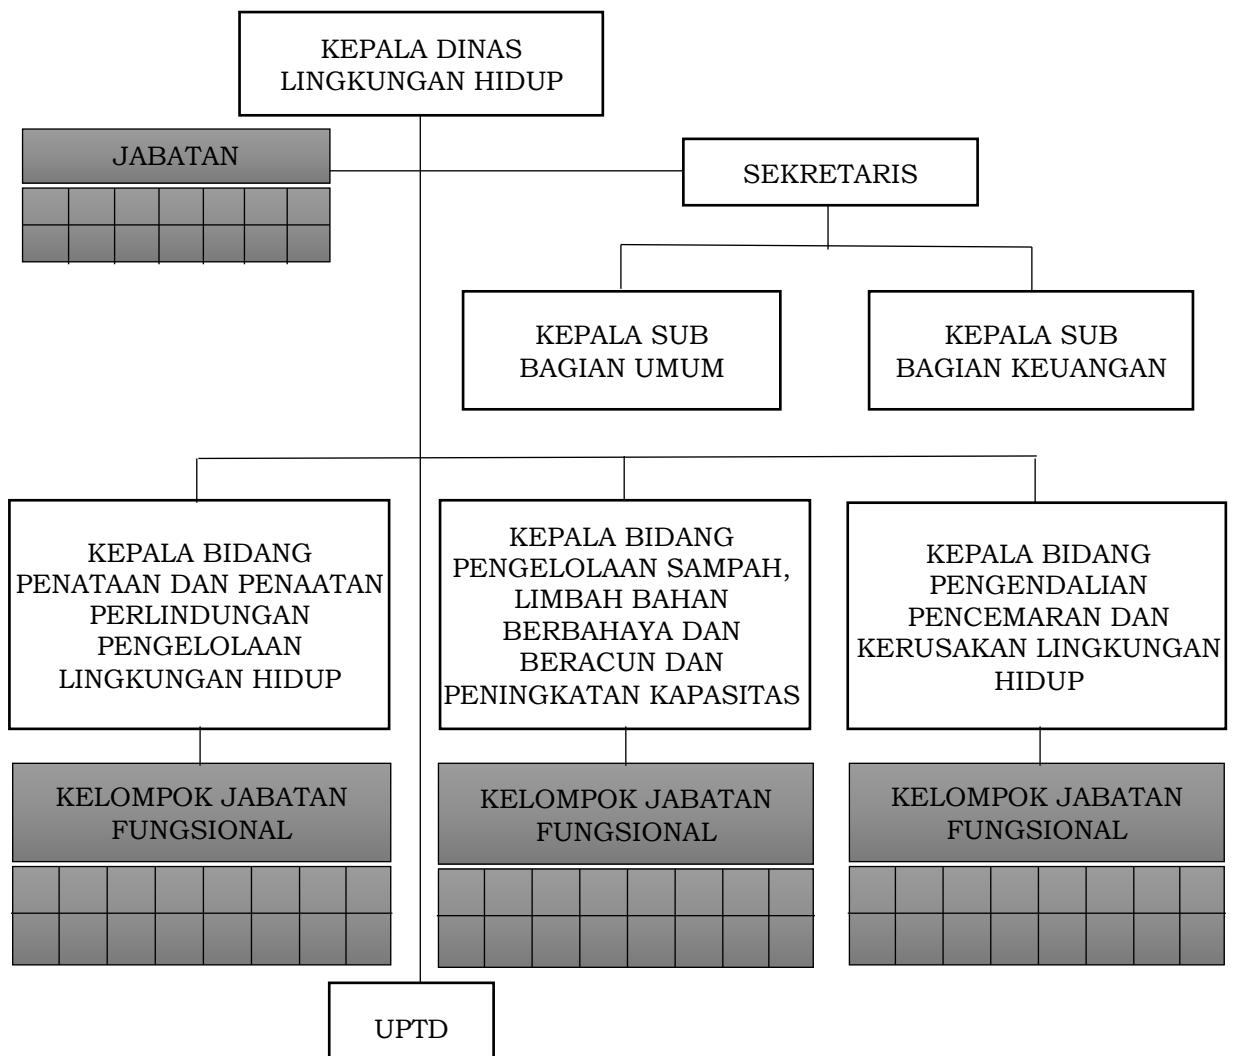 KEPALA DINAS
LINGKUNGAN HIDUP
JABATAN
SEKRETARIS
KEPALA SUB
BAGIAN UMUM
KEPALA SUB
BAGIAN KEUANGAN
KEPALA BIDANG
PENATAAN DAN PENAATAN
PERLINDUNGAN
PENGELOLAAN
LINGKUNGAN HIDUP
KEPALA BIDANG
PENGELOLAAN SAMPAH,
LIMBAH BAHAN
BERBAHAYA DAN
BERACUN DAN
PENINGKATAN KAPASITAS
KEPALA BIDANG
PENGENDALIAN
PENCEMARAN DAN
KERUSAKAN LINGKUNGAN
HIDUP
KELOMPOK JABATAN
FUNGSIONAL
KELOMPOK JABATAN
FUNGSIONAL
KELOMPOK JABATAN
FUNGSIONAL
UPTD